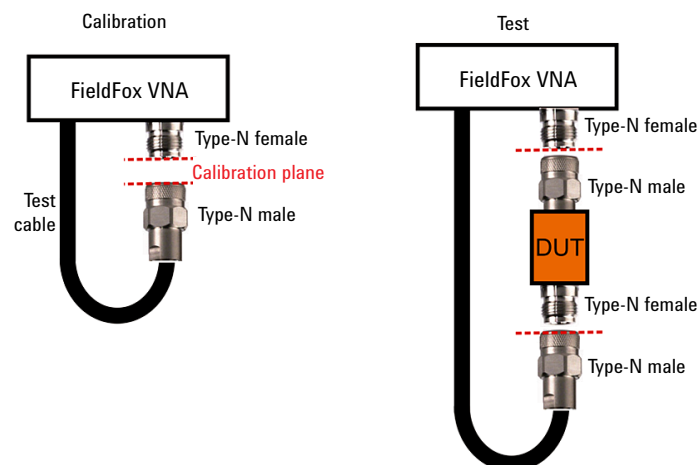 Calibration
FieldFox VNA
Type-N female
Calibration plane
Test
cable
Type-N male
Test
FieldFox VNA
Type-N female
Type-N male
DUT
Type-N female
Type-N male